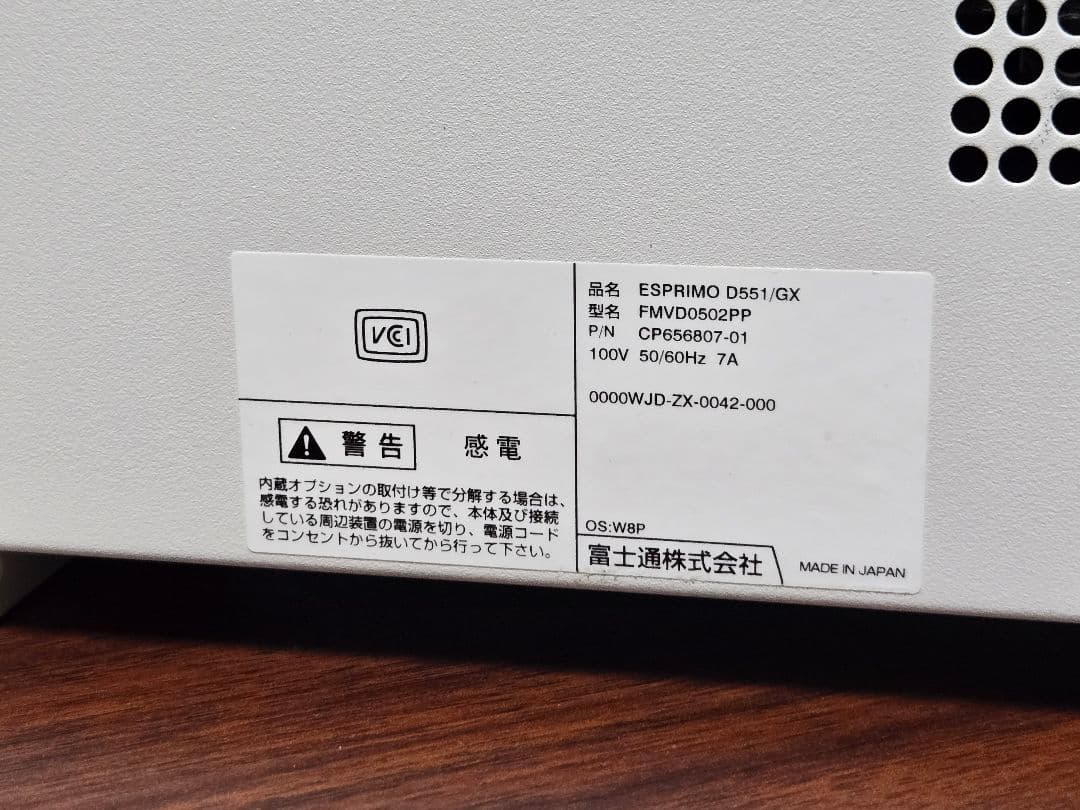 VCI
警告 感電
内蔵オプションの取付け等で分解する場合は、
感電する恐れがありますので、本体及び接続
している周辺装置の電源を切り、電源コード
をコンセントから抜いてから行って下さい。
品名 ESPRIMO D551/GX
型名 FMVD0502PP
P/N CP656807-01
100V 50/60Hz 7A
0000WJD-ZX-0042-000
OS:W8P
富士通株式会社 MADE IN JAPAN